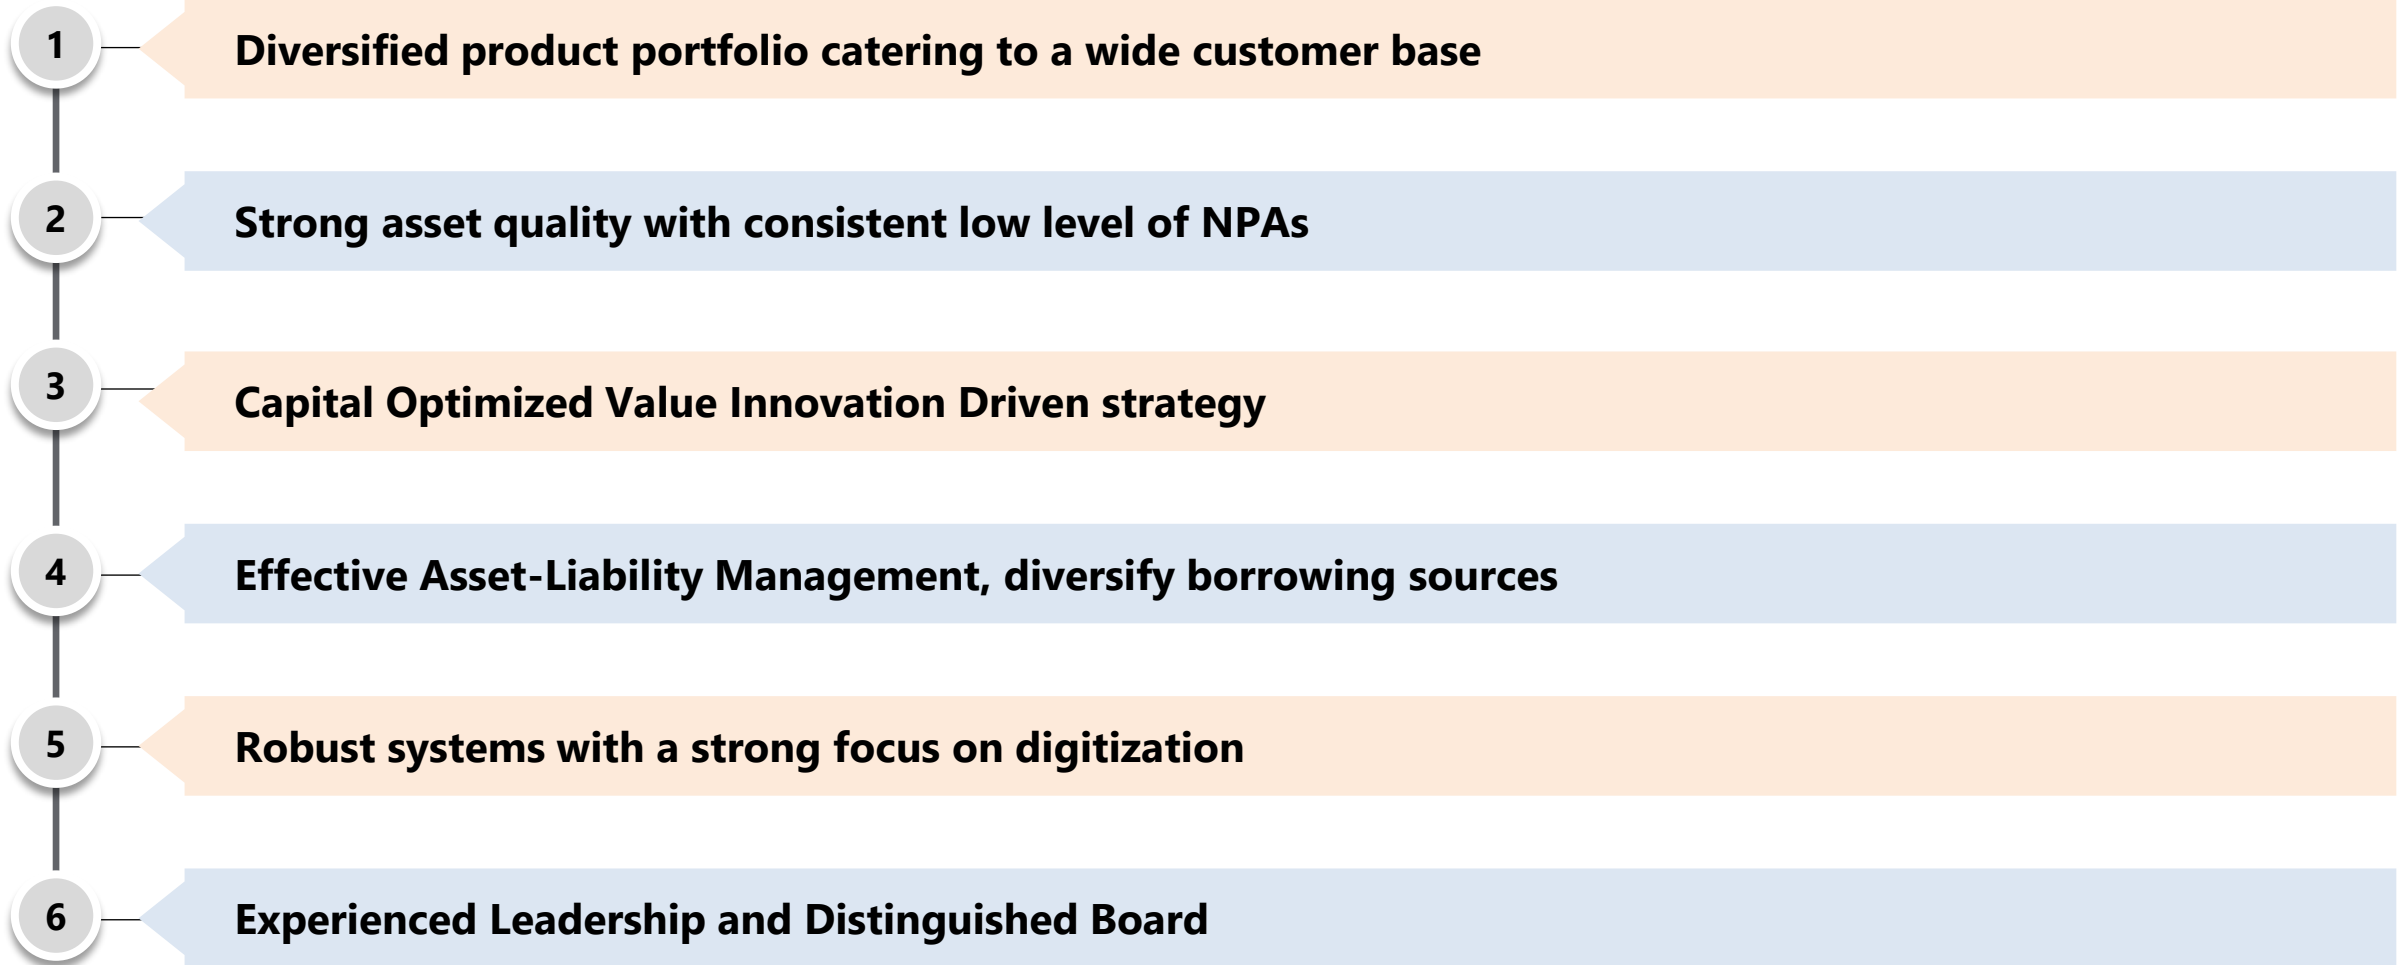 1
Diversified product portfolio catering to a wide customer base
2
Strong asset quality with consistent low level of NPAs
3
Capital Optimized Value Innovation Driven strategy
4
Effective Asset-Liability Management, diversify borrowing sources
5
Robust systems with a strong focus on digitization
6
Experienced Leadership and Distinguished Board